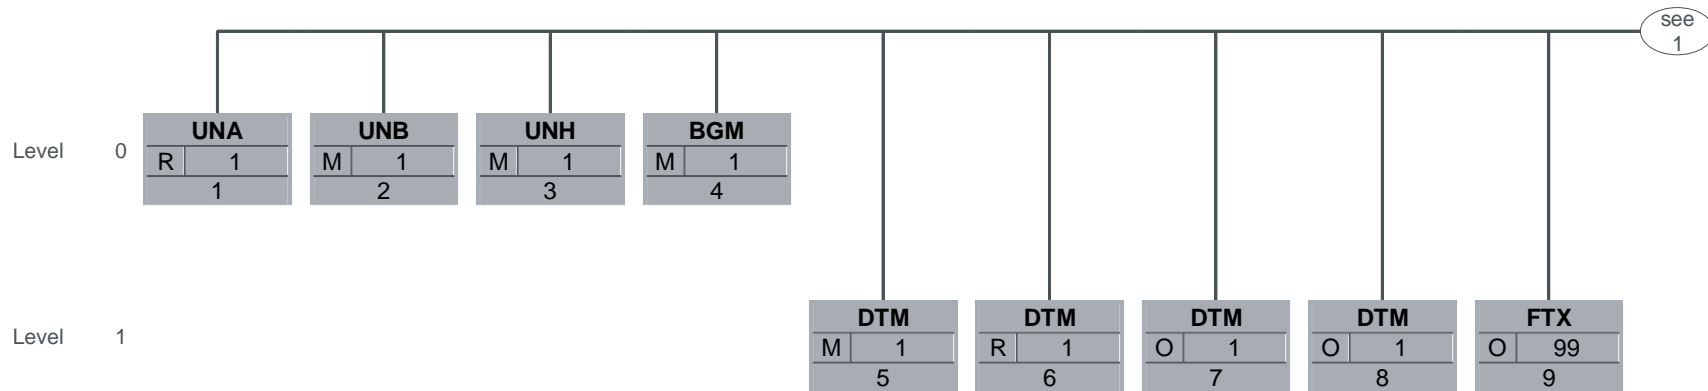 see
1
UNA
UNB
UNH
BGM
Level 0
R 1
M 1
M 1
M 1
1
2
3
4
DTM
DTM
DTM
DTM
FTX
Level 1
M 1
R 1
O 1
O 1
O 99
5
6
7
8
9